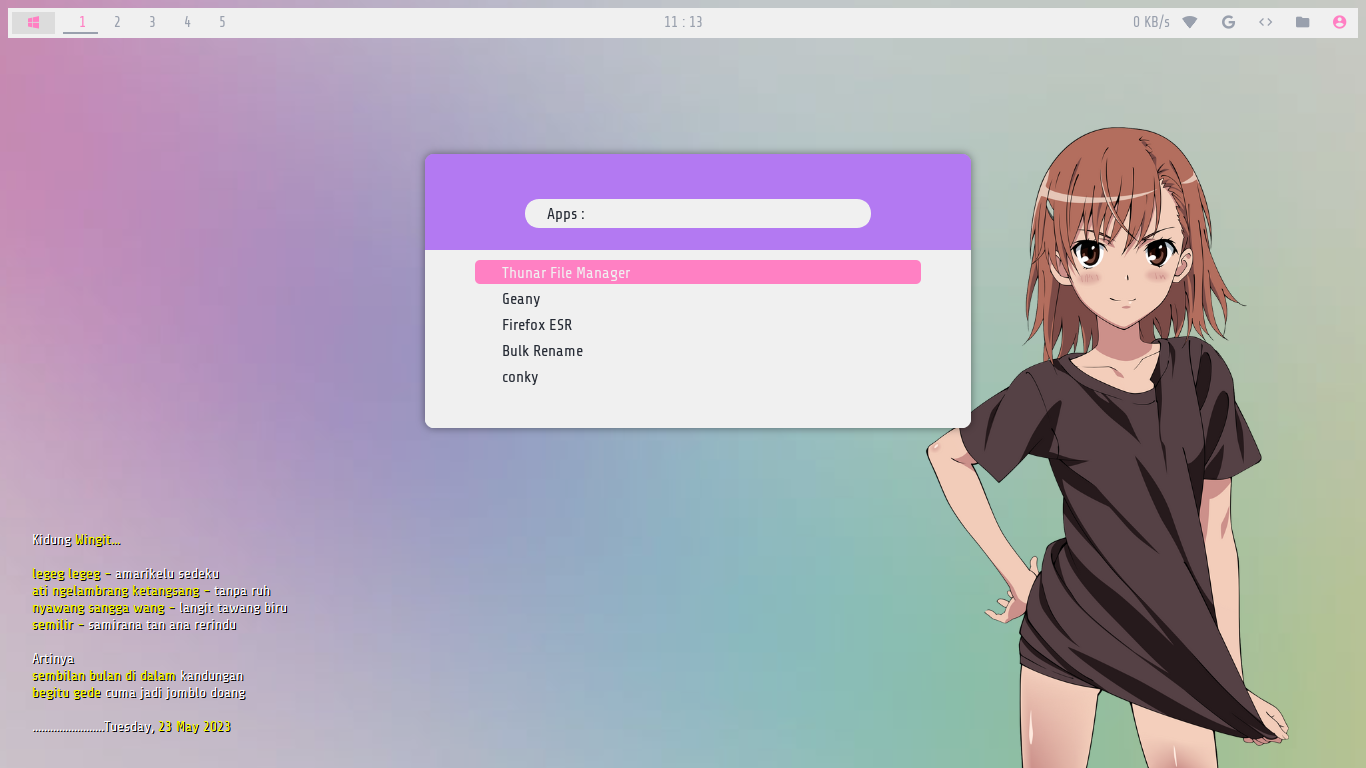 1 2 3 4 5 11 : 13 0 KB/s
Apps :
Thunar File Manager
Geany
Firefox ESR
Bulk Rename
conky
Kidung Wingit...
legeg legeg - amarikelu sedeku
ati ngelambrang ketangsang - tanpa ruh
nyawang sangga wang - langit tawang biru
semilir - samirana tan ana rerindu
Artinya
sembilan bulan di dalam kandungan
begitu gede cuma jadi jomblo doang
........................Tuesday, 23 May 2023